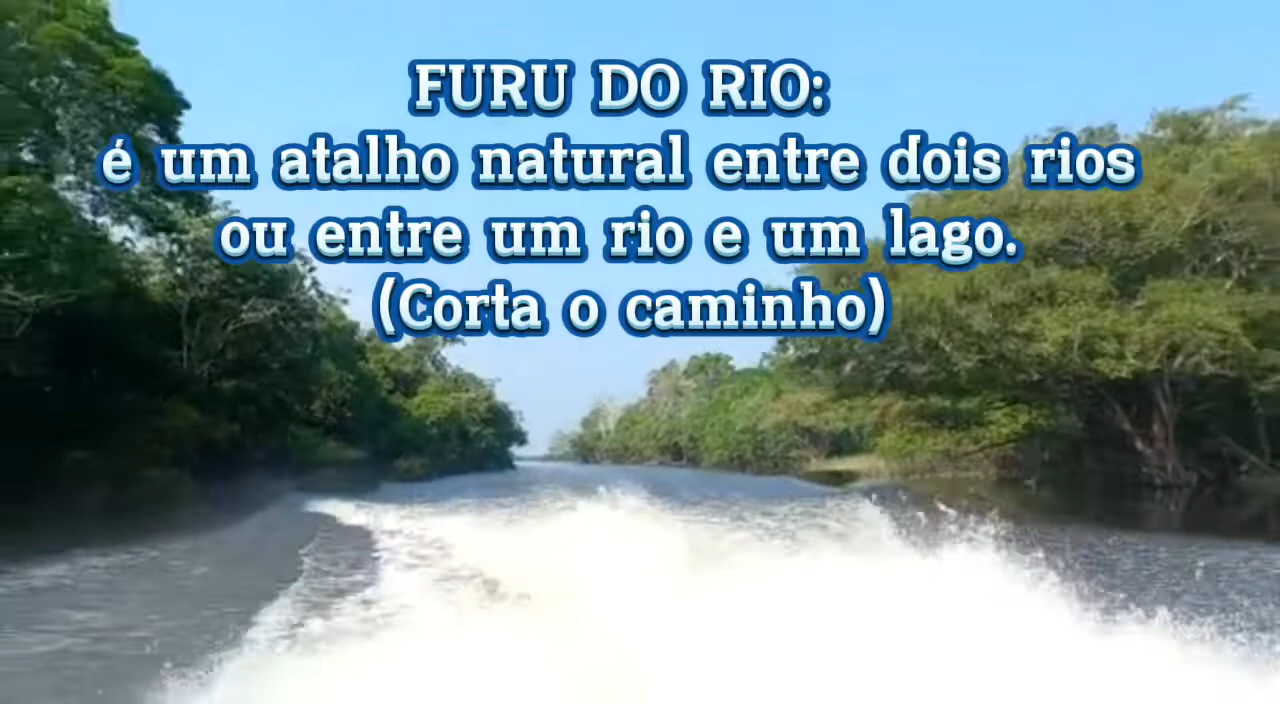 FURU DO RIO:
é um atalho natural entre dois rios
ou entre um rio e um lago.
(Corta o caminho)